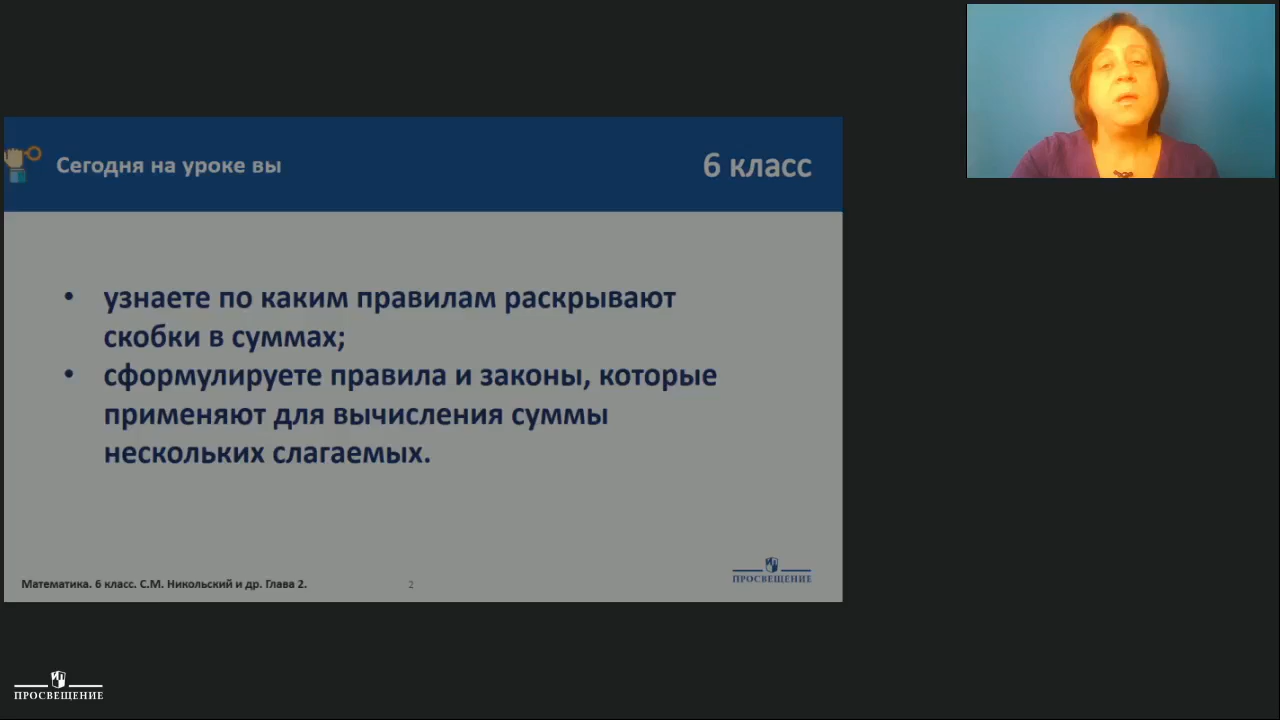 Сегодня на уроке вы
6 класс
• узнаете по каким правилам раскрывают
скобки в суммах;
• сформулируете правила и законы, которые
применяют для вычисления суммы
нескольких слагаемых.
Математика. 6 класс. С.М. Никольский и др. Глава 2.
2
ПРОСВЕЩЕНИЕ
ПРОСВЕЩЕНИЕ